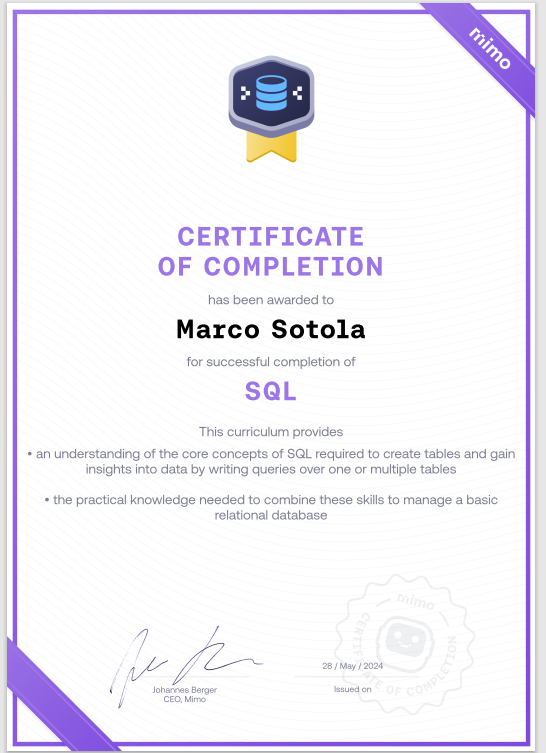 mimo
CERTIFICATE
OF COMPLETION
has been awarded to
Marco Sotola
for successful completion of
SQL
This curriculum provides
• an understanding of the core concepts of SQL required to create tables and gain
insights into data by writing queries over one or multiple tables
• the practical knowledge needed to combine these skills to manage a basic
relational database
mimo
CERTIFICATE OF COMPLETION
28 / May / 2024
Johannes Berger
Issued on
CEO, Mimo